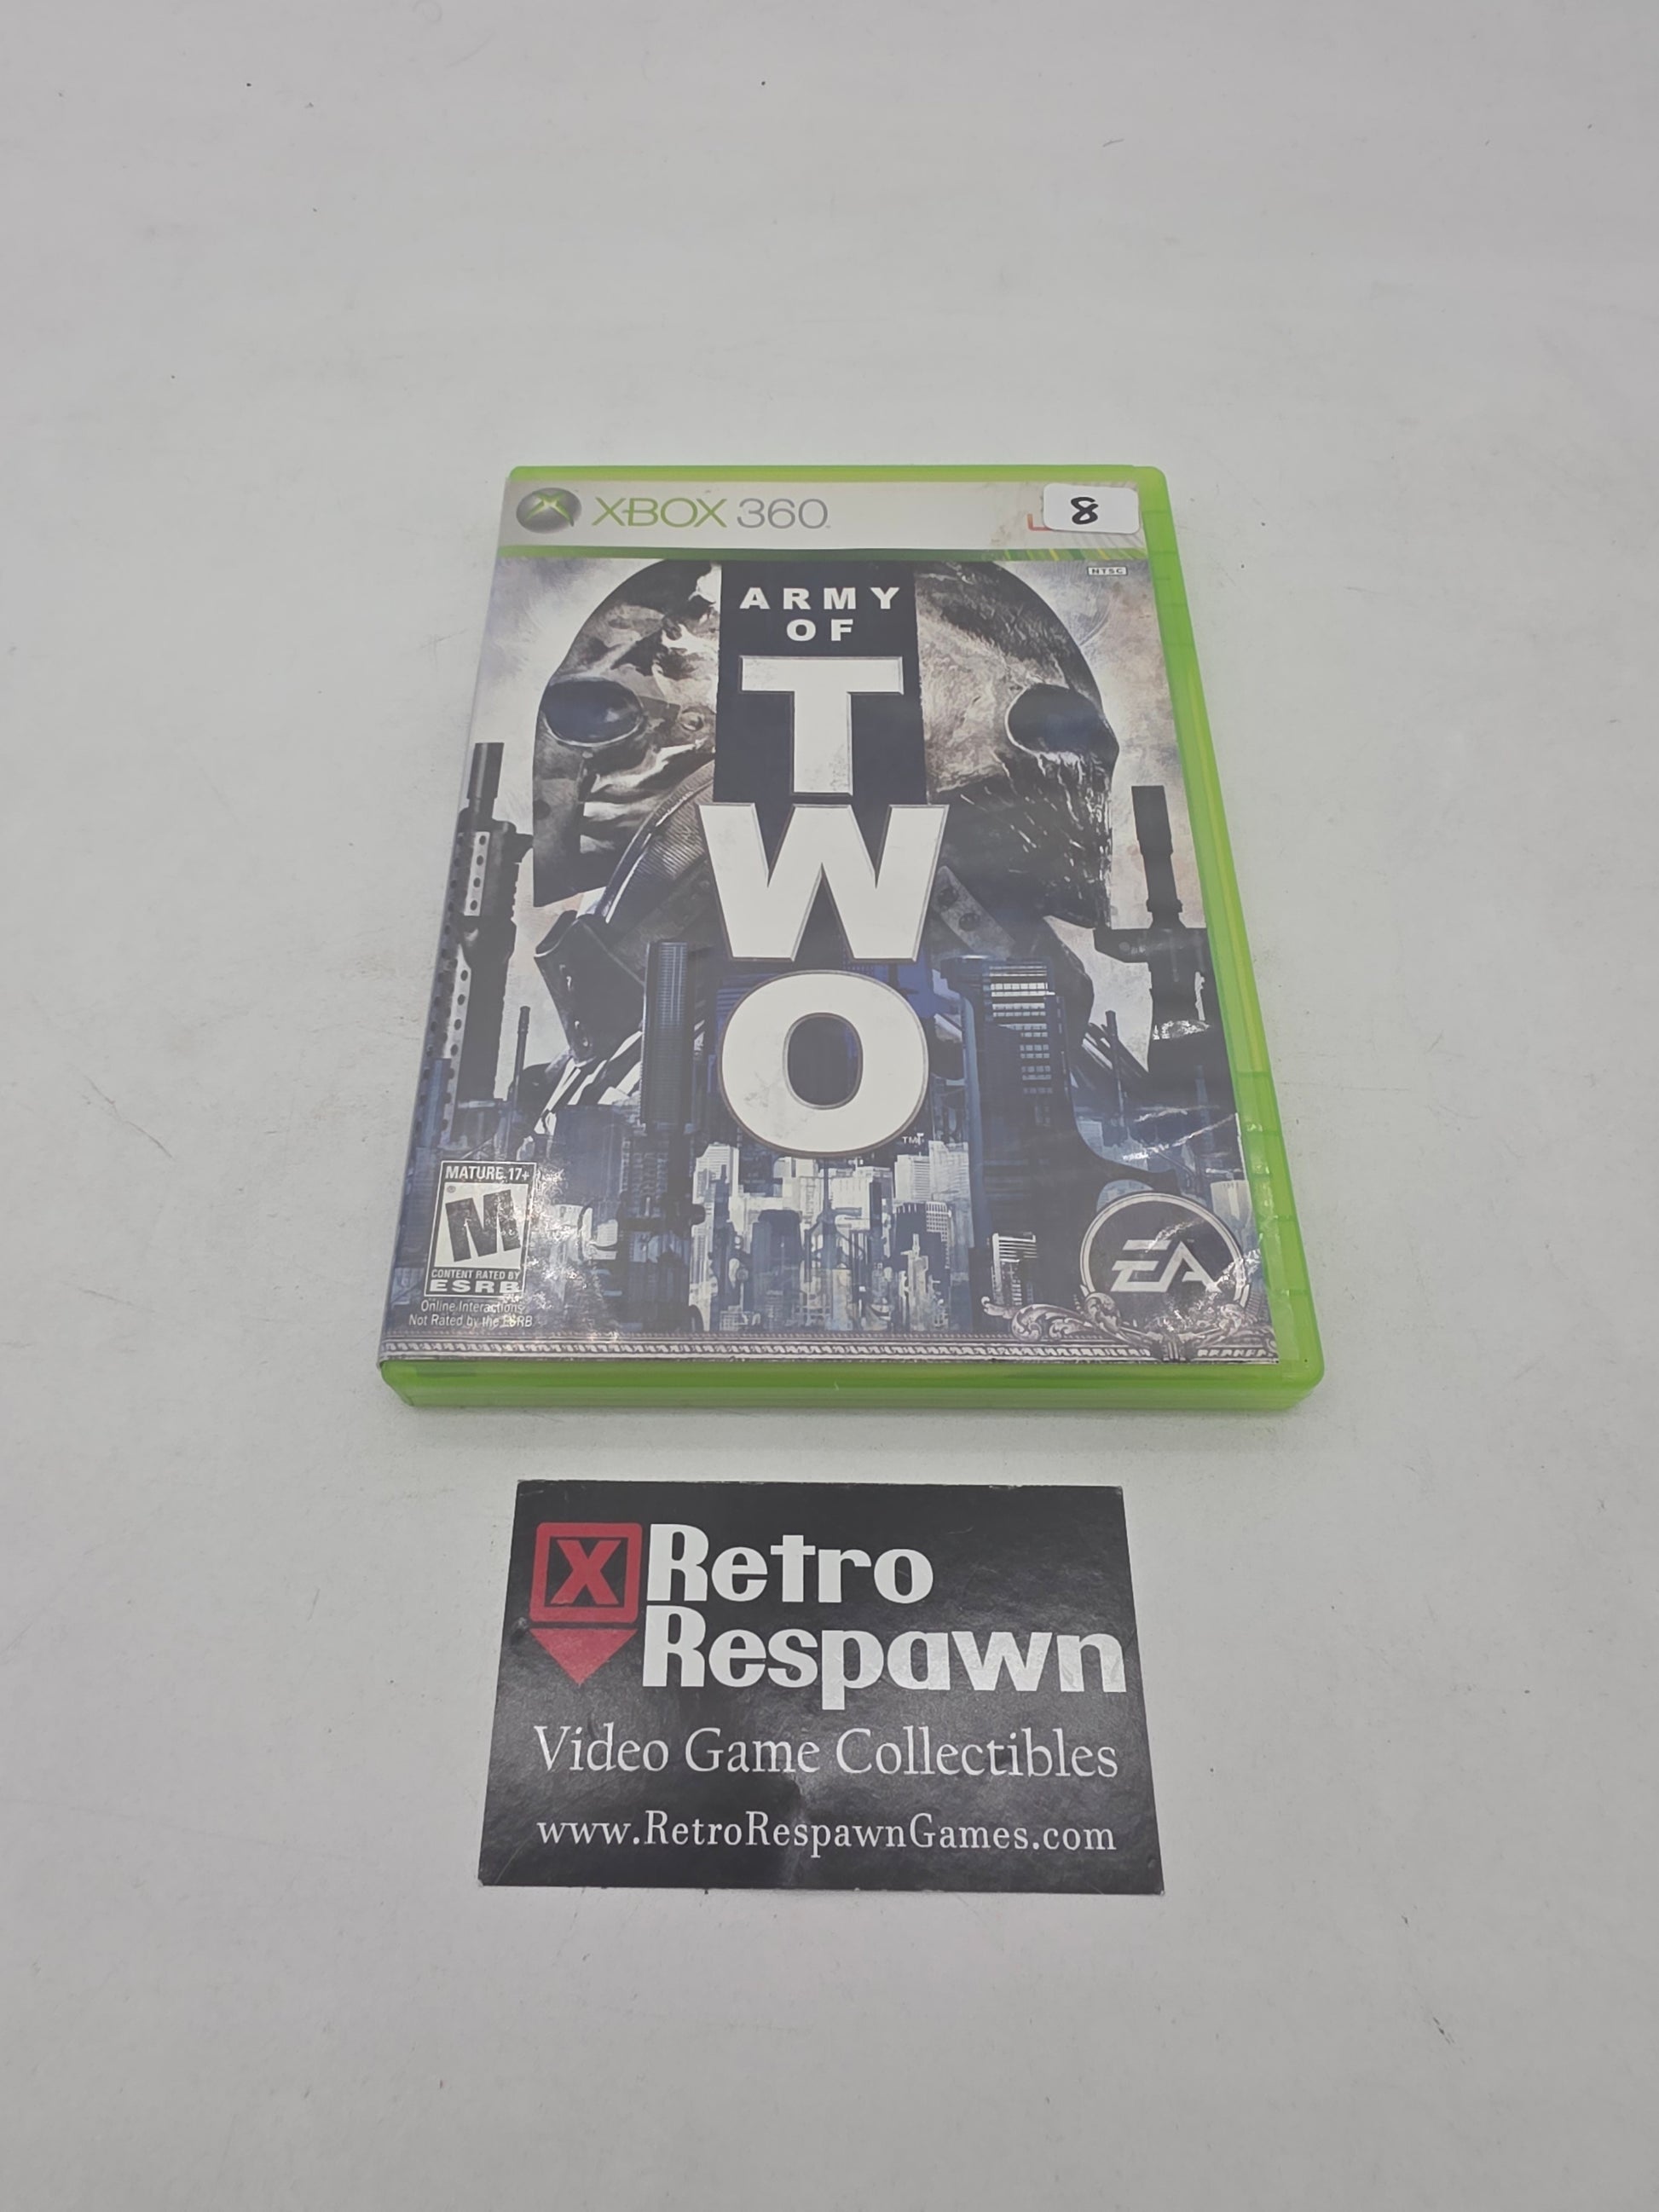 XBOX 360
8
NTSC
ARMY
OF
T
W
O
TM
MATURE 17+
M
CONTENT RATED BY
ESRB
Online Interactions
Not Rated by the ESRB
EA
X Retro
Respawn
Video Game Collectibles
www.RetroRespawnGames.com